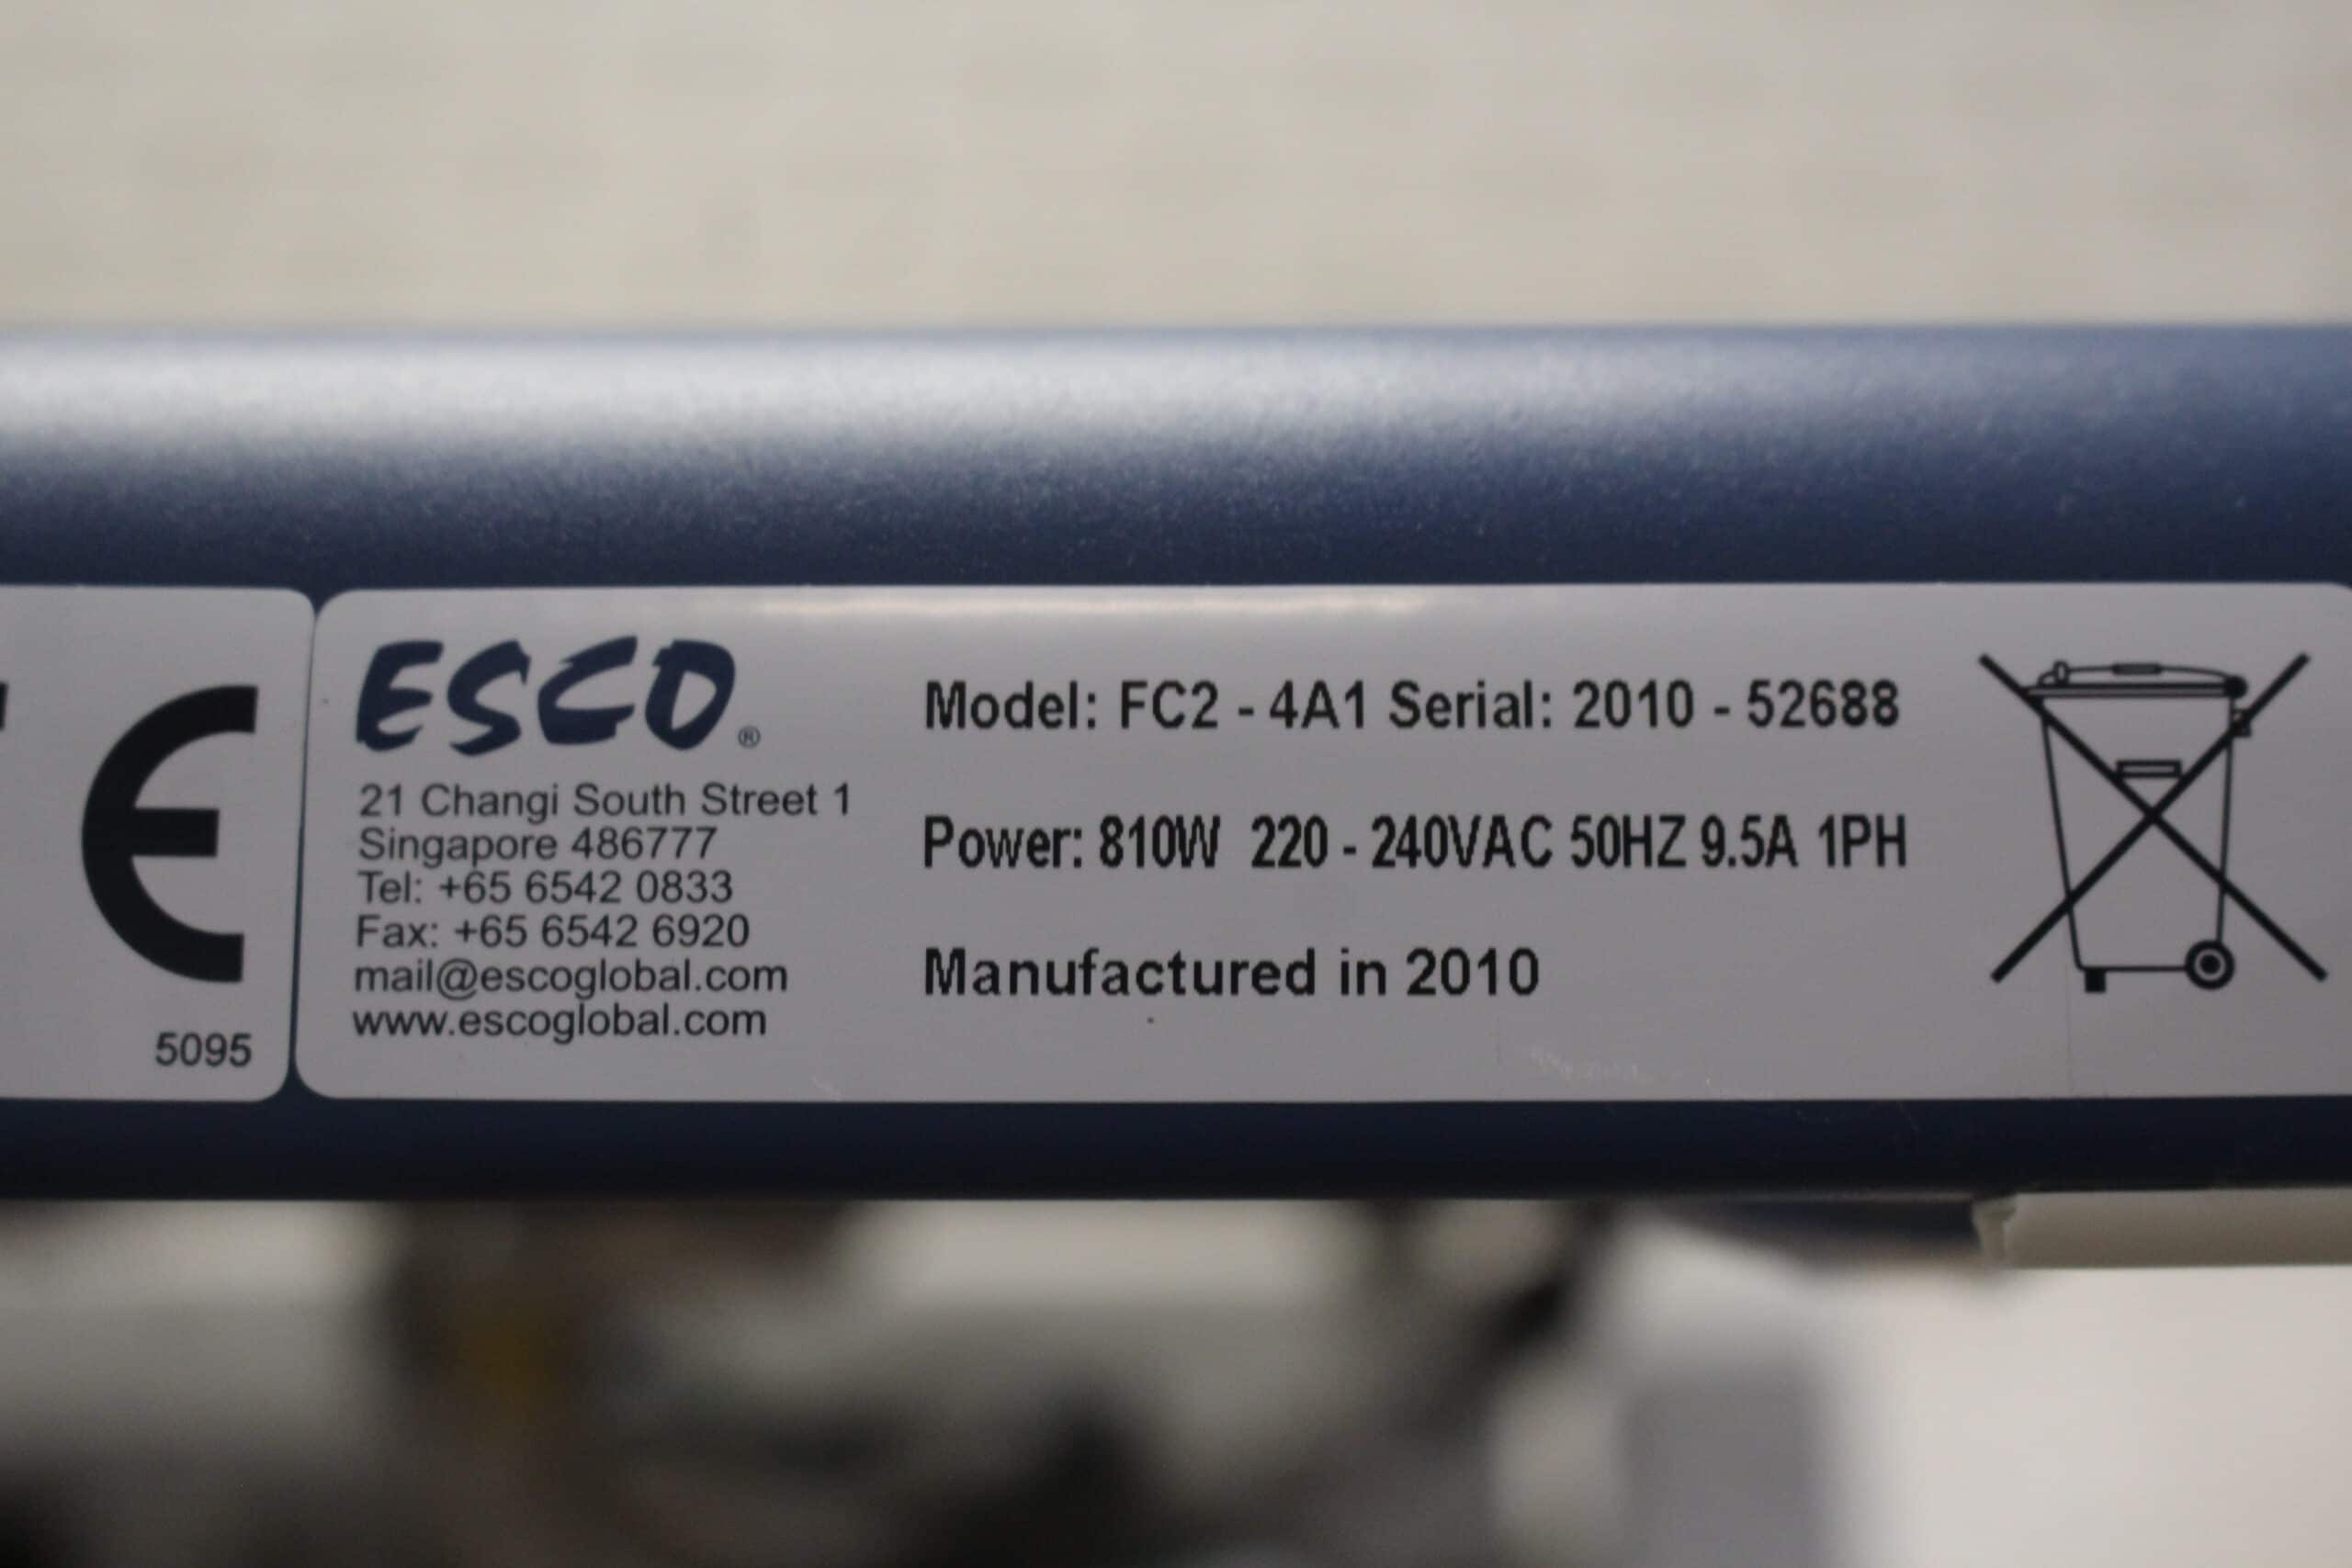 CE
5095
ESCO®
21 Changi South Street 1
Singapore 486777
Tel: +65 6542 0833
Fax: +65 6542 6920
mail@escoglobal.com
www.escoglobal.com
Model: FC2 - 4A1 Serial: 2010 - 52688
Power: 810W 220 - 240VAC 50HZ 9.5A 1PH
Manufactured in 2010